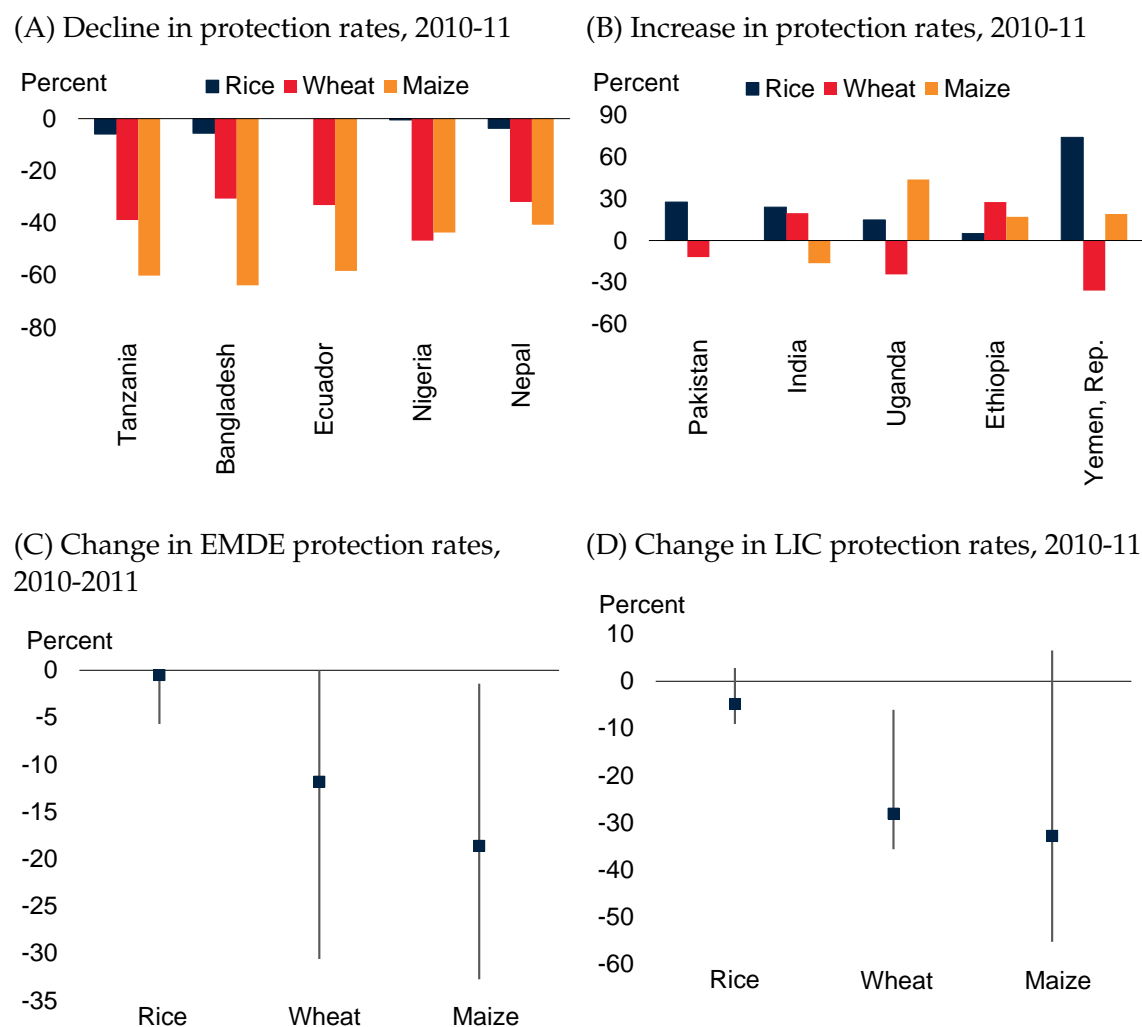 (A) Decline in protection rates, 2010-11
Percent
Rice Wheat Maize
0
-20
-40
-60
-80
Tanzania
Bangladesh
Ecuador
Nigeria
Nepal
(B) Increase in protection rates, 2010-11
Percent
Rice Wheat Maize
90
60
30
0
-30
-60
Pakistan
India
Uganda
Ethiopia
Yemen, Rep.
(C) Change in EMDE protection rates,
2010-2011
Percent
0
-5
-10
-15
-20
-25
-30
-35
Rice Wheat Maize
(D) Change in LIC protection rates, 2010-11
Percent
10
0
-10
-20
-30
-40
-50
-60
Rice Wheat Maize